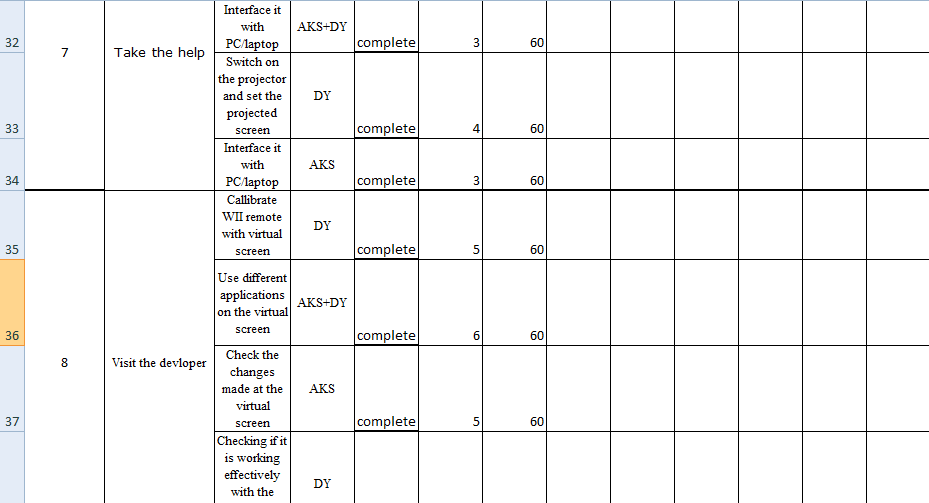 Interface it
with
PC/laptop
AKS+DY
32
7
Take the help
complete
3
60
Switch on
the projector
and set the
projected
screen
DY
33
complete
4
60
Interface it
with
PC/laptop
AKS
34
complete
3
60
Callibrate
WII remote
with virtual
screen
DY
35
complete
5
60
Use different
applications
on the virtual
screen
AKS+DY
36
complete
6
60
8
Visit the devloper
Check the
changes
made at the
virtual
screen
AKS
37
complete
5
60
Checking if it
is working
effectively
with the
DY